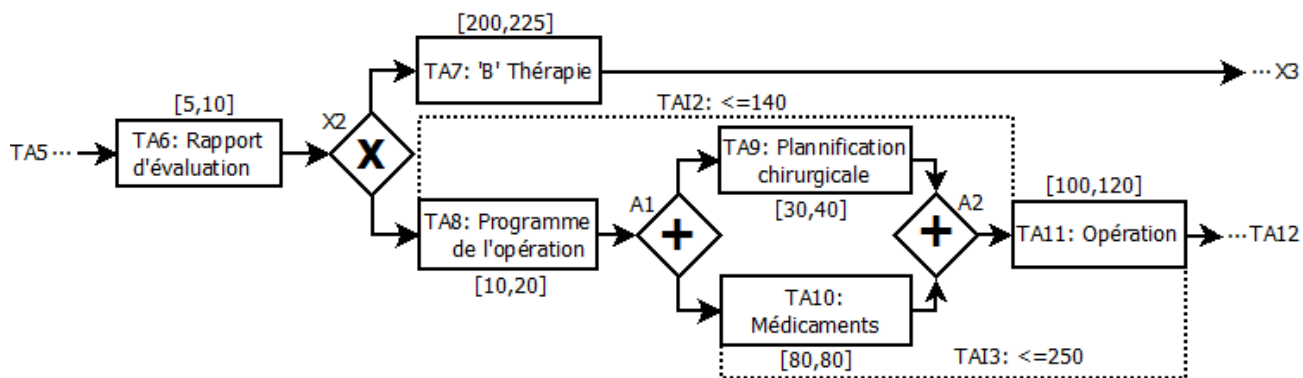 [200,225]
TA7: 'B' Thérapie
··· X3
TAI2: <=140
[5,10]
X2
TA5 ···
TA6: Rapport
d'évaluation
X
TA9: Plannification
chirurgicale
[30,40]
[100,120]
TA8: Programme
de l'opération
[10,20]
A1
+
A2
+
TA11: Opération
···TA12
TA10:
Médicaments
[80,80]
TAI3: <=250